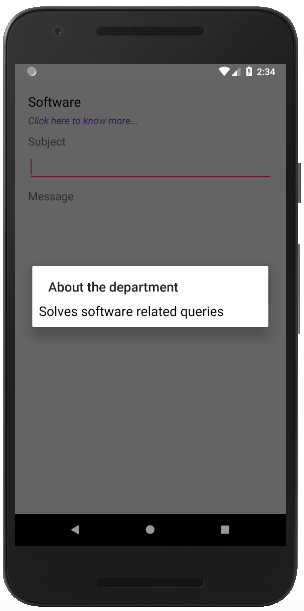 2:34
Software
Click here to know more...
Subject
Message
About the department
Solves software related queries